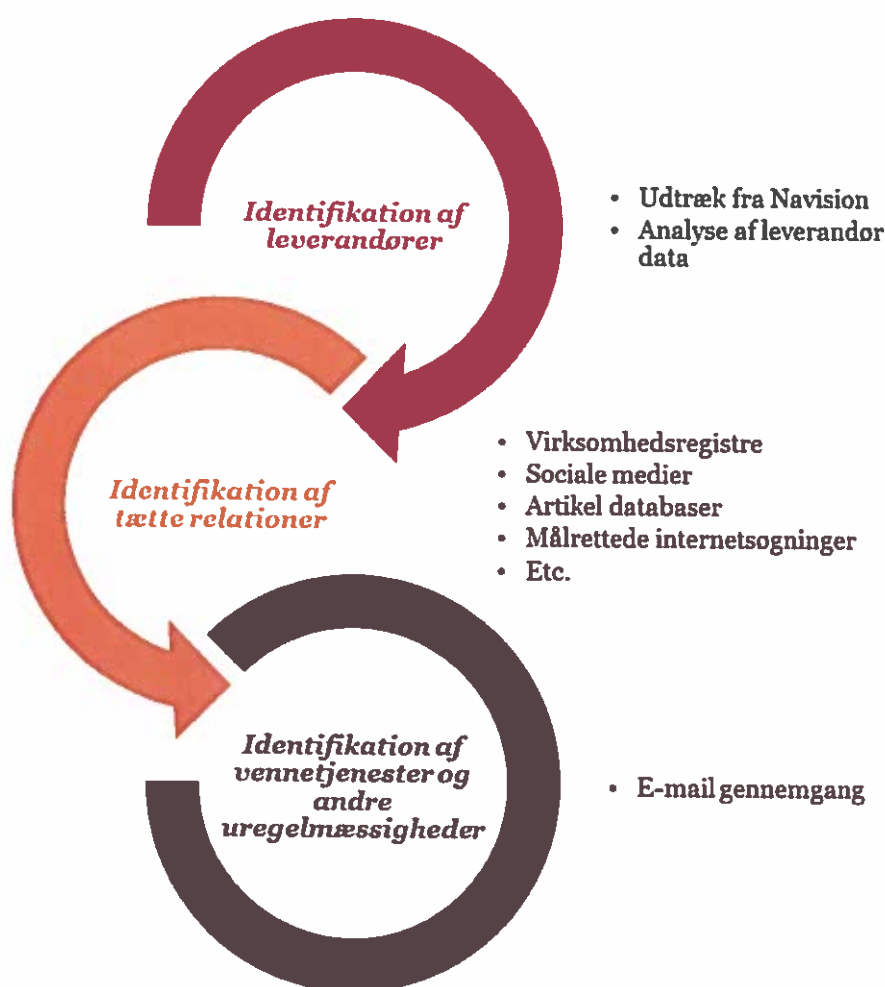 Identifikation af
leverandører
• Udtræk fra Navision
• Analyse af leverandør
data
Identifikation af
tætte relationer
• Virksomhedsregistre
• Sociale medier
• Artikel databaser
• Målrettede internetsøgninger
• Etc.
Identifikation af
vennetjenester og
andre
uregelmæssigheder
• E-mail gennemgang